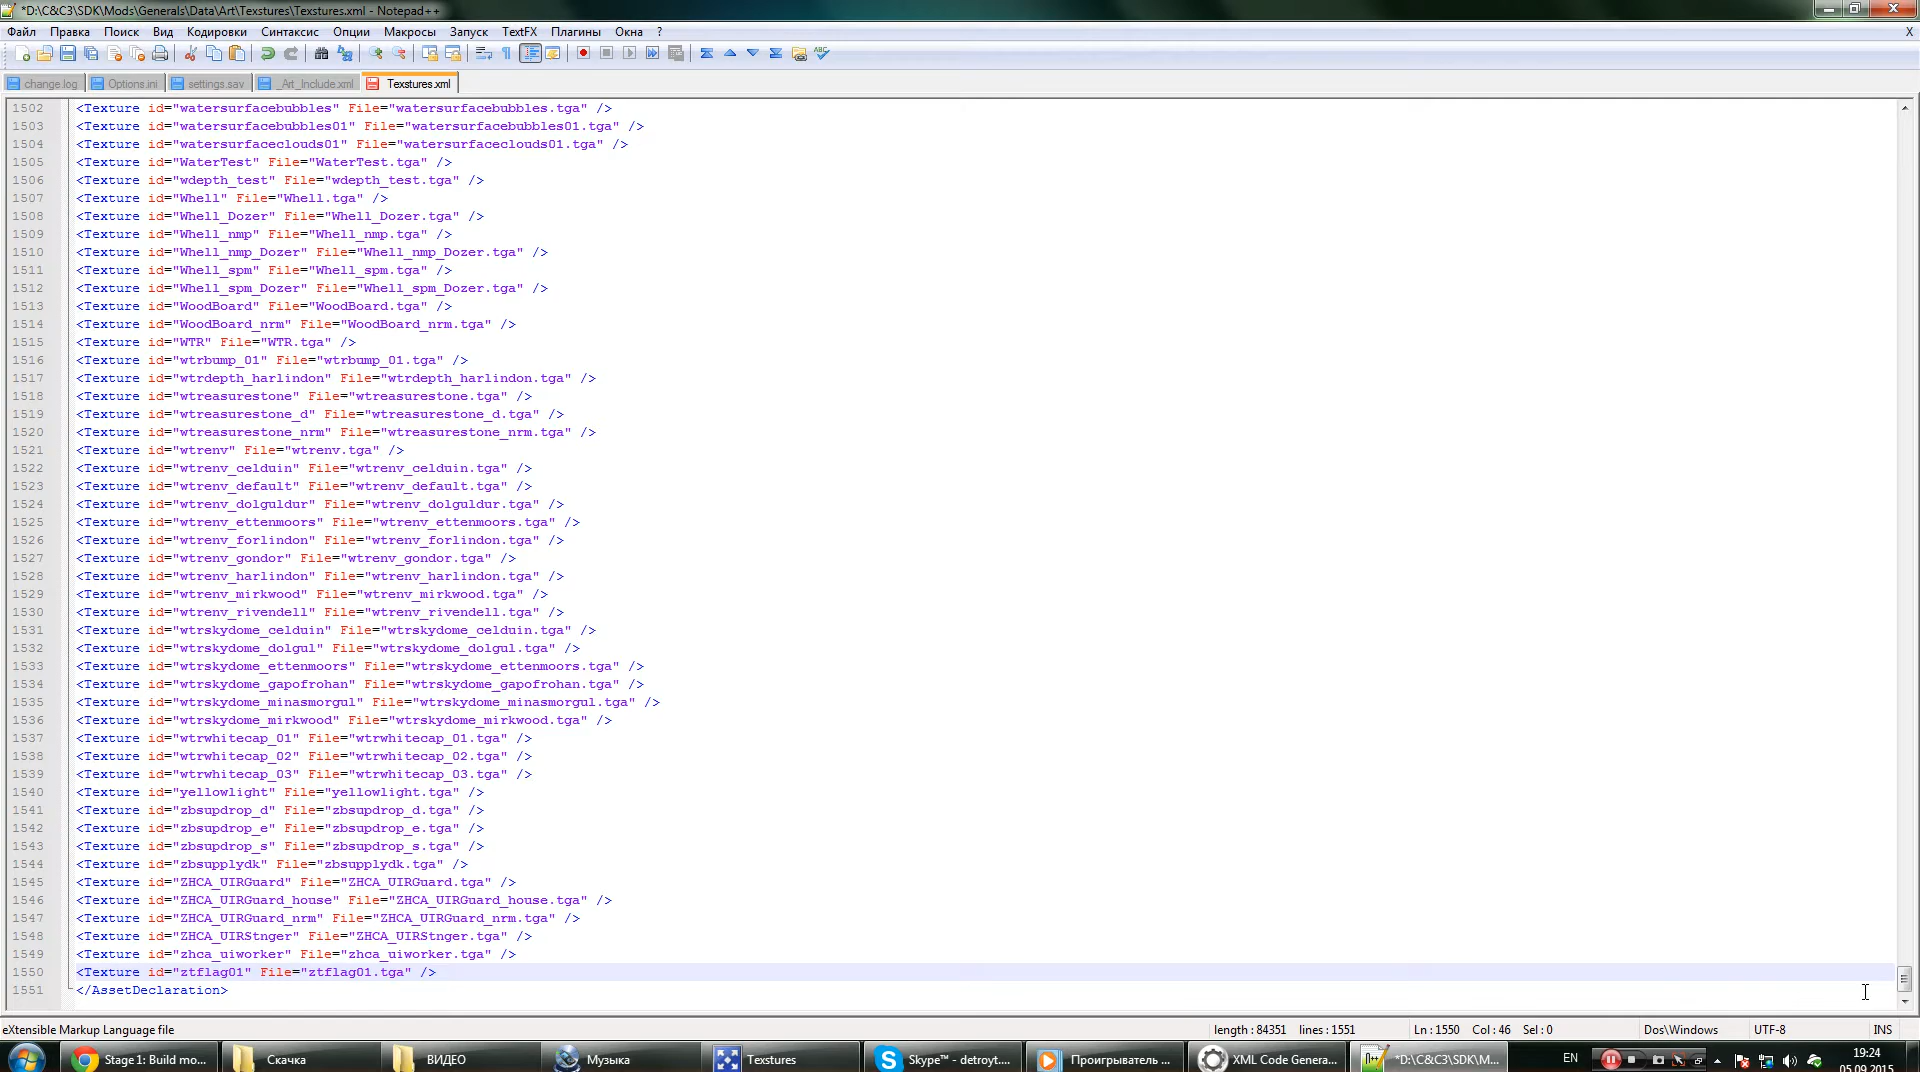 *D:\C&C3\SDK\Mods\Generals\Data\Art\Texstures\Texstures.xml - Notepad++
Файл Правка Поиск Вид Кодировки Синтаксис Опции Макросы Запуск TextFX Плагины Окна ? X
change.log Options.ini settings.sav _Art_Include.xml Texstures.xml
1502 <Texture id="watersurfacebubbles" File="watersurfacebubbles.tga" />
1503 <Texture id="watersurfacebubbles01" File="watersurfacebubbles01.tga" />
1504 <Texture id="watersurfaceclouds01" File="watersurfaceclouds01.tga" />
1505 <Texture id="WaterTest" File="WaterTest.tga" />
1506 <Texture id="wdepth_test" File="wdepth_test.tga" />
1507 <Texture id="Whell" File="Whell.tga" />
1508 <Texture id="Whell_Dozer" File="Whell_Dozer.tga" />
1509 <Texture id="Whell_nmp" File="Whell_nmp.tga" />
1510 <Texture id="Whell_nmp_Dozer" File="Whell_nmp_Dozer.tga" />
1511 <Texture id="Whell_spm" File="Whell_spm.tga" />
1512 <Texture id="Whell_spm_Dozer" File="Whell_spm_Dozer.tga" />
1513 <Texture id="WoodBoard" File="WoodBoard.tga" />
1514 <Texture id="WoodBoard_nrm" File="WoodBoard_nrm.tga" />
1515 <Texture id="WTR" File="WTR.tga" />
1516 <Texture id="wtrbump_01" File="wtrbump_01.tga" />
1517 <Texture id="wtrdepth_harlindon" File="wtrdepth_harlindon.tga" />
1518 <Texture id="wtreasurestone" File="wtreasurestone.tga" />
1519 <Texture id="wtreasurestone_d" File="wtreasurestone_d.tga" />
1520 <Texture id="wtreasurestone_nrm" File="wtreasurestone_nrm.tga" />
1521 <Texture id="wtrenv" File="wtrenv.tga" />
1522 <Texture id="wtrenv_celduin" File="wtrenv_celduin.tga" />
1523 <Texture id="wtrenv_default" File="wtrenv_default.tga" />
1524 <Texture id="wtrenv_dolguldur" File="wtrenv_dolguldur.tga" />
1525 <Texture id="wtrenv_ettenmoors" File="wtrenv_ettenmoors.tga" />
1526 <Texture id="wtrenv_forlindon" File="wtrenv_forlindon.tga" />
1527 <Texture id="wtrenv_gondor" File="wtrenv_gondor.tga" />
1528 <Texture id="wtrenv_harlindon" File="wtrenv_harlindon.tga" />
1529 <Texture id="wtrenv_mirkwood" File="wtrenv_mirkwood.tga" />
1530 <Texture id="wtrenv_rivendell" File="wtrenv_rivendell.tga" />
1531 <Texture id="wtrskydome_celduin" File="wtrskydome_celduin.tga" />
1532 <Texture id="wtrskydome_dolgul" File="wtrskydome_dolgul.tga" />
1533 <Texture id="wtrskydome_ettenmoors" File="wtrskydome_ettenmoors.tga" />
1534 <Texture id="wtrskydome_gapofrohan" File="wtrskydome_gapofrohan.tga" />
1535 <Texture id="wtrskydome_minasmorgul" File="wtrskydome_minasmorgul.tga" />
1536 <Texture id="wtrskydome_mirkwood" File="wtrskydome_mirkwood.tga" />
1537 <Texture id="wtrwhitecap_01" File="wtrwhitecap_01.tga" />
1538 <Texture id="wtrwhitecap_02" File="wtrwhitecap_02.tga" />
1539 <Texture id="wtrwhitecap_03" File="wtrwhitecap_03.tga" />
1540 <Texture id="yellowlight" File="yellowlight.tga" />
1541 <Texture id="zbsupdrop_d" File="zbsupdrop_d.tga" />
1542 <Texture id="zbsupdrop_e" File="zbsupdrop_e.tga" />
1543 <Texture id="zbsupdrop_s" File="zbsupdrop_s.tga" />
1544 <Texture id="zbsupplydk" File="zbsupplydk.tga" />
1545 <Texture id="ZHCA_UIRGuard" File="ZHCA_UIRGuard.tga" />
1546 <Texture id="ZHCA_UIRGuard_house" File="ZHCA_UIRGuard_house.tga" />
1547 <Texture id="ZHCA_UIRGuard_nrm" File="ZHCA_UIRGuard_nrm.tga" />
1548 <Texture id="ZHCA_UIRStnger" File="ZHCA_UIRStnger.tga" />
1549 <Texture id="zhca_uiworker" File="zhca_uiworker.tga" />
1550 <Texture id="ztflag01" File="ztflag01.tga" />
1551 </AssetDeclaration>
eXtensible Markup Language file length : 84351 lines : 1551 Ln : 1550 Col : 46 Sel : 0 Dos\Windows UTF-8 INS
Stage 1: Build mo... Скачка ВИДЕО Музыка Texstures Skype™ - detroyt.... Проигрыватель ... XML Code Genera... *D:\C&C3\SDK\M... EN 19:24
05.09.2015